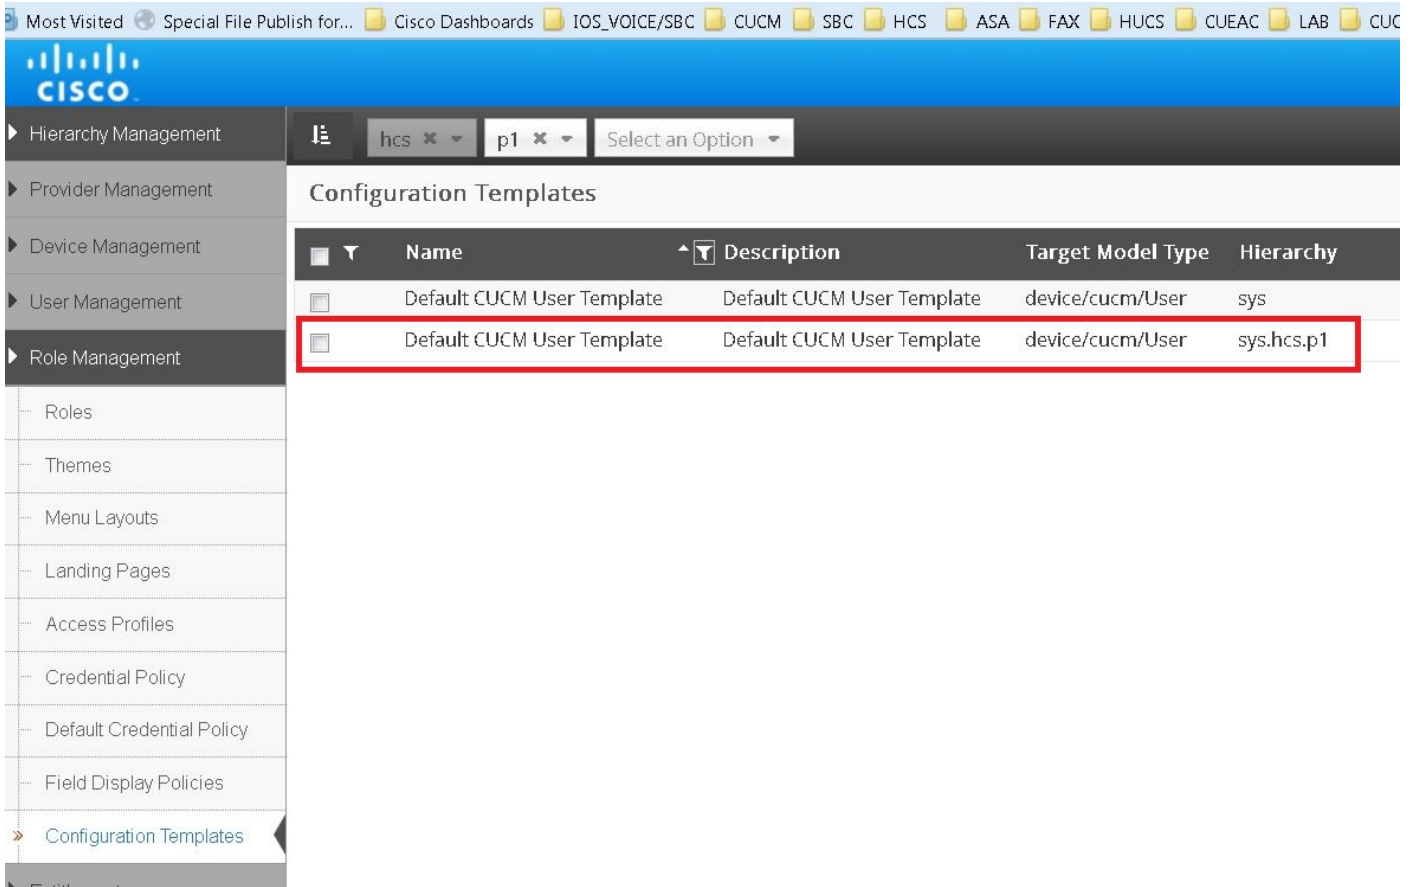 Most Visited Special File Publish for... Cisco Dashboards IOS_VOICE/SBC CUCM SBC HCS ASA FAX HUCS CUEAC LAB CUC
CISCO
Hierarchy Management
hcs p1 Select an Option
Provider Management
Configuration Templates
Device Management
Name Description Target Model Type Hierarchy
User Management
Default CUCM User Template Default CUCM User Template device/cucm/User sys
Default CUCM User Template Default CUCM User Template device/cucm/User sys.hcs.p1
Role Management
Roles
Themes
Menu Layouts
Landing Pages
Access Profiles
Credential Policy
Default Credential Policy
Field Display Policies
Configuration Templates